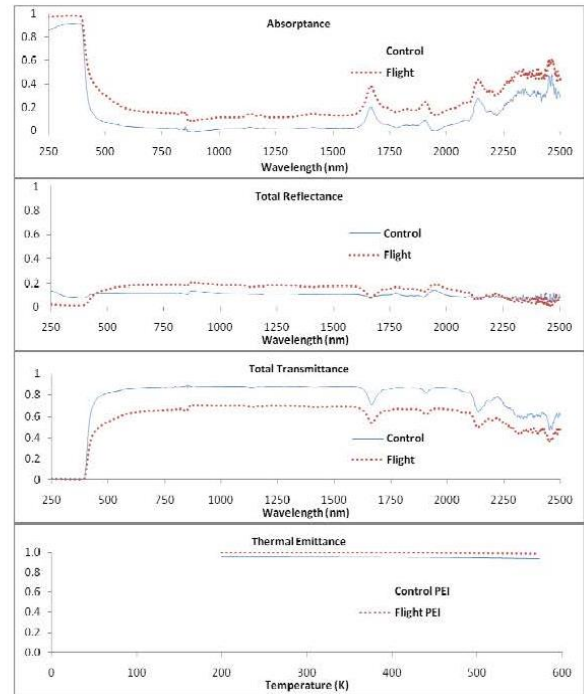 Absorptance
1
0.8
0.6
0.4
0.2
0
Control
Flight
250 500 750 1000 1250 1500 1750 2000 2250 2500
Wavelength (nm)
Total Reflectance
1
0.8
0.6
0.4
0.2
0
Control
Flight
250 500 750 1000 1250 1500 1750 2000 2250 2500
Wavelength (nm)
Total Transmittance
1
0.8
0.6
0.4
0.2
0
Control
Flight
250 500 750 1000 1250 1500 1750 2000 2250 2500
Wavelength (nm)
Thermal Emittance
1.0
0.8
0.6
0.4
0.2
0.0
Control PEI
Flight PEI
0 100 200 300 400 500 600
Temperature (K)